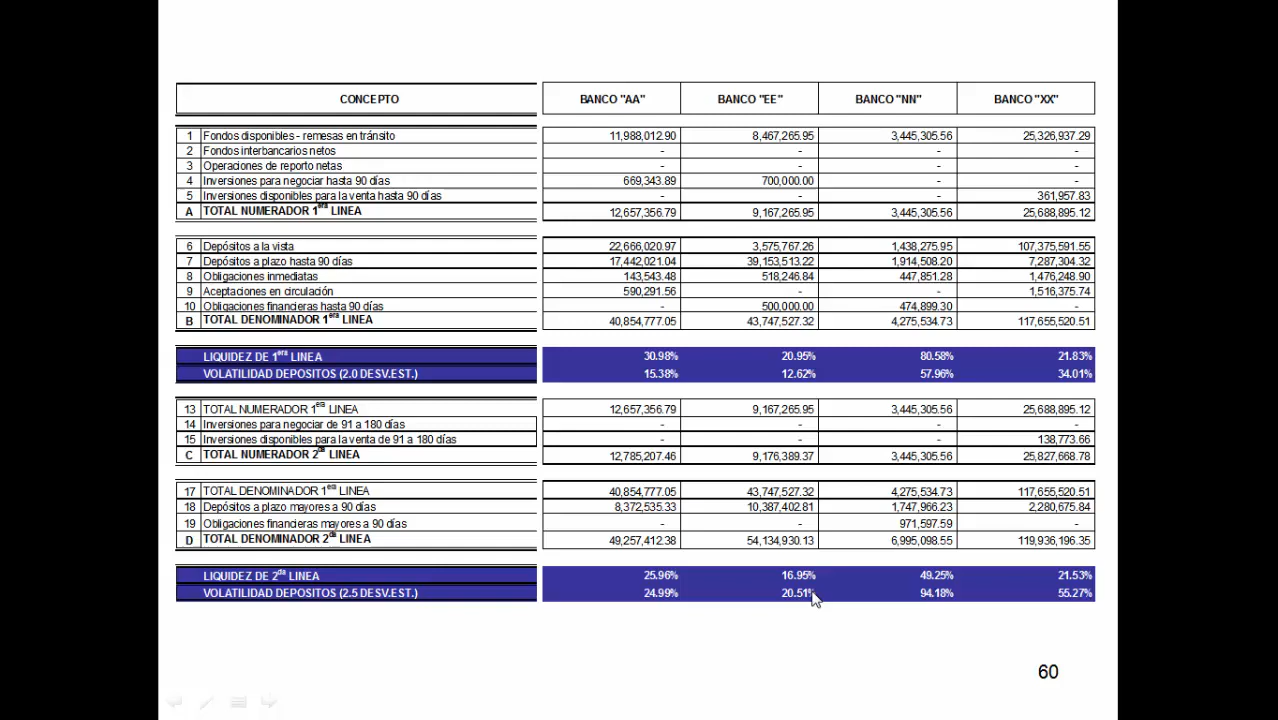 CONCEPTO BANCO "AA" BANCO "EE" BANCO "NN" BANCO "XX"
1 Fondos disponibles - remesas en tránsito 11,988,012.90 8,467,265.95 3,445,305.56 25,326,937.29
2 Fondos interbancarios netos - - - -
3 Operaciones de reporto netas - - - -
4 Inversiones para negociar hasta 90 días 669,343.89 700,000.00 - -
5 Inversiones disponibles para la venta hasta 90 días - - - 361,957.83
A TOTAL NUMERADOR 1era LINEA 12,657,356.79 9,167,265.95 3,445,305.56 25,688,895.12
6 Depósitos a la vista 22,666,020.97 3,575,767.26 1,438,275.95 107,375,591.55
7 Depósitos a plazo hasta 90 días 17,442,021.04 39,153,513.22 1,914,508.20 7,287,304.32
8 Obligaciones inmediatas 143,543.48 518,246.84 447,851.28 1,476,248.90
9 Aceptaciones en circulación 590,291.56 - - 1,516,375.74
10 Obligaciones financieras hasta 90 días - 500,000.00 474,899.30 -
B TOTAL DENOMINADOR 1era LINEA 40,854,777.05 43,747,527.32 4,275,534.73 117,655,520.51
LIQUIDEZ DE 1era LINEA 30.98% 20.95% 80.58% 21.83%
VOLATILIDAD DEPOSITOS (2.0 DESV.EST.) 15.38% 12.62% 57.96% 34.01%
13 TOTAL NUMERADOR 1era LINEA 12,657,356.79 9,167,265.95 3,445,305.56 25,688,895.12
14 Inversiones para negociar de 91 a 180 días - - - -
15 Inversiones disponibles para la venta de 91 a 180 días - - - 138,773.66
C TOTAL NUMERADOR 2da LINEA 12,785,207.46 9,176,389.37 3,445,305.56 25,827,668.78
17 TOTAL DENOMINADOR 1era LINEA 40,854,777.05 43,747,527.32 4,275,534.73 117,655,520.51
18 Depósitos a plazo mayores a 90 días 8,372,535.33 10,387,402.81 1,747,966.23 2,280,675.84
19 Obligaciones financieras mayores a 90 días - - 971,597.59 -
D TOTAL DENOMINADOR 2da LINEA 49,257,412.38 54,134,930.13 6,995,098.55 119,936,196.35
LIQUIDEZ DE 2da LINEA 25.96% 16.95% 49.25% 21.53%
VOLATILIDAD DEPOSITOS (2.5 DESV.EST.) 24.99% 20.51% 94.18% 55.27%
60